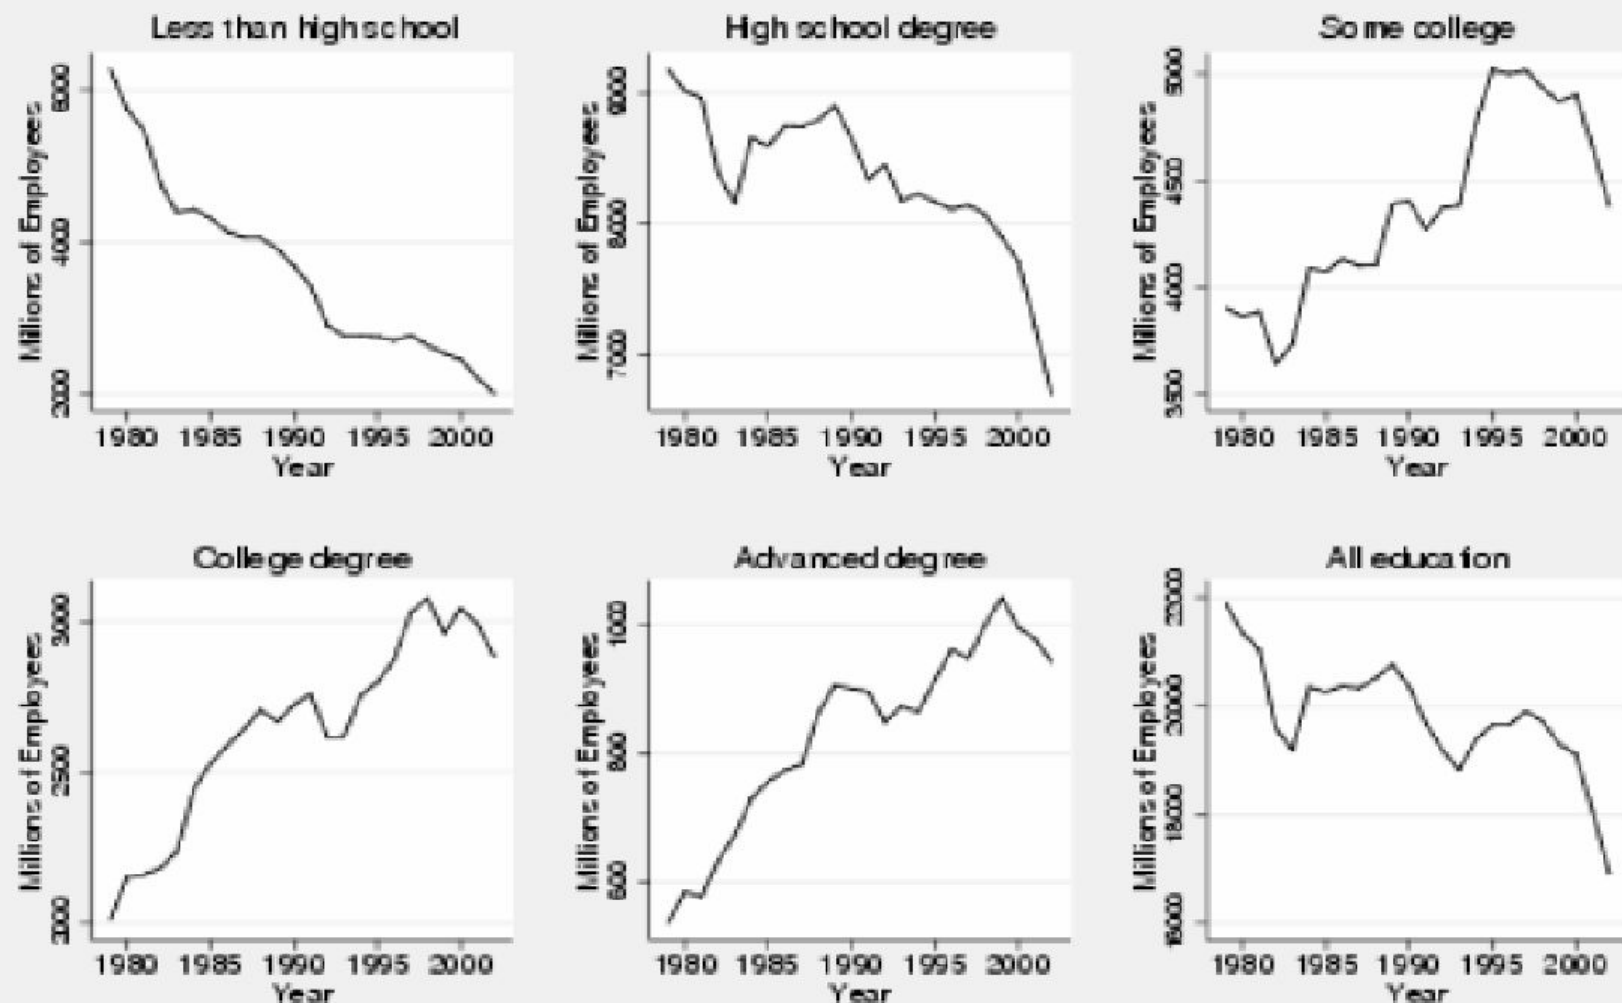 Less than high school
Millions of Employees
6000
4000
2000
1980 1985 1990 1995 2000
Year
High school degree
Millions of Employees
9000
8000
7000
1980 1985 1990 1995 2000
Year
Some college
Millions of Employees
5000
4500
4000
3500
1980 1985 1990 1995 2000
Year
College degree
Millions of Employees
3000
2500
2000
1980 1985 1990 1995 2000
Year
Advanced degree
Millions of Employees
1000
800
600
1980 1985 1990 1995 2000
Year
All education
Millions of Employees
22000
20000
18000
16000
1980 1985 1990 1995 2000
Year